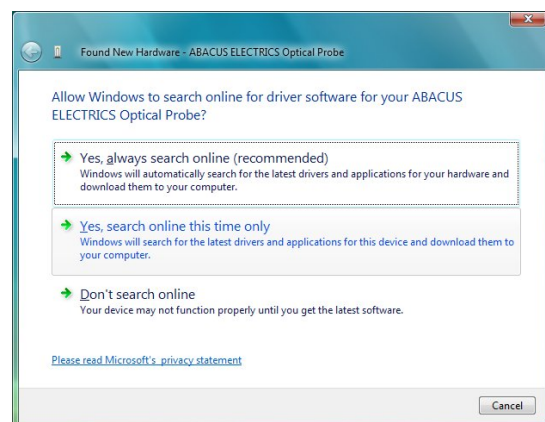 Found New Hardware - ABACUS ELECTRICS Optical Probe
Allow Windows to search online for driver software for your ABACUS
ELECTRICS Optical Probe?
Yes, always search online (recommended)
Windows will automatically search for the latest drivers and applications for your hardware and
download them to your computer.
Yes, search online this time only
Windows will search for the latest drivers and applications for this device and download them to
your computer.
Don't search online
Your device may not function properly until you get the latest software.
Please read Microsoft's privacy statement
Cancel